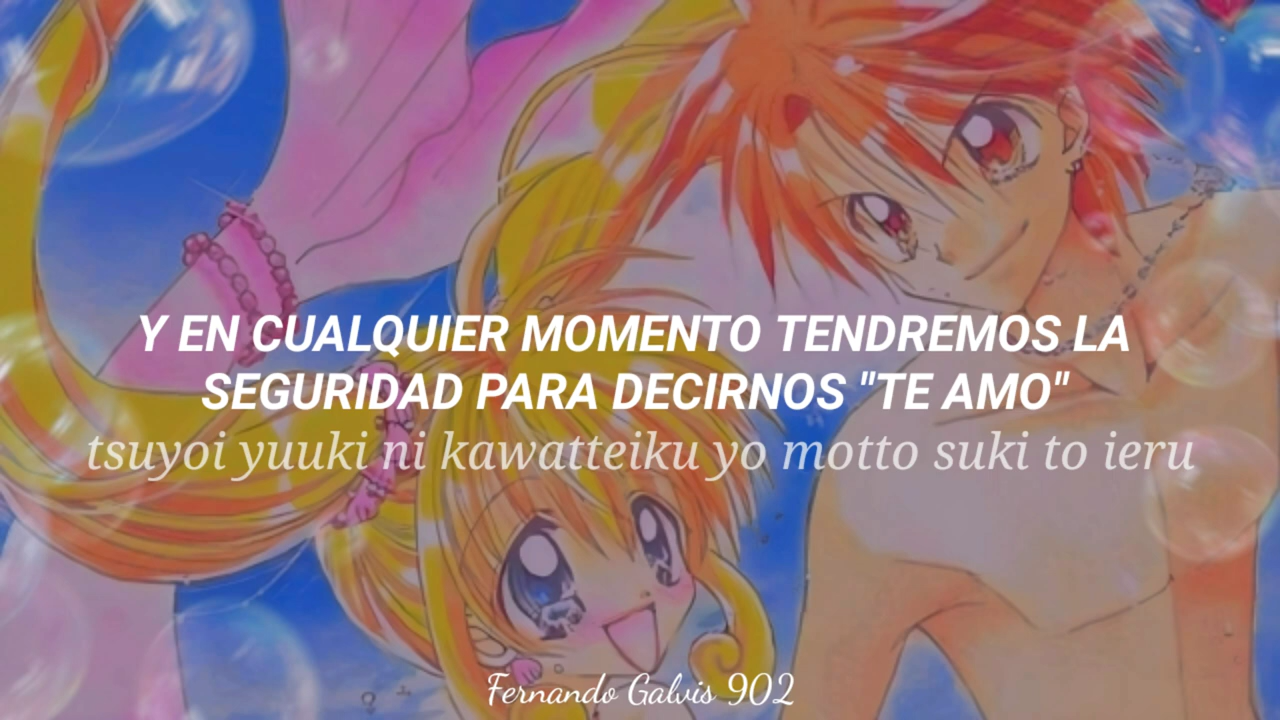 Y EN CUALQUIER MOMENTO TENDREMOS LA
SEGURIDAD PARA DECIRNOS "TE AMO"
tsuyoi yuuki ni kawatteiku yo motto suki to ieru
Fernando Galvis 902